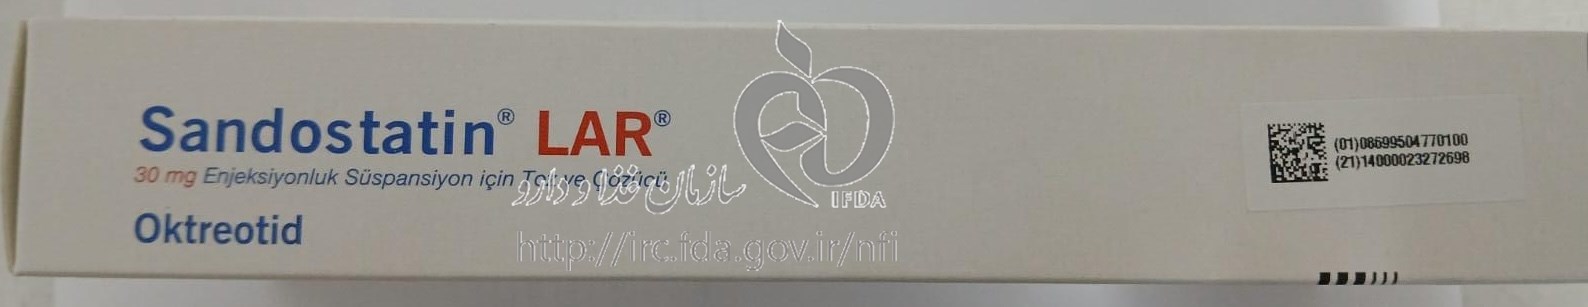 Sandostatin® LAR®
30 mg Enjeksiyonluk Süspansiyon için Toz ve Çözücü
Oktreotid
IFDA
سازمان غذا و دارو
http://irc.fda.gov.ir/nfi
(01)08699504770100
(21)14000023272698